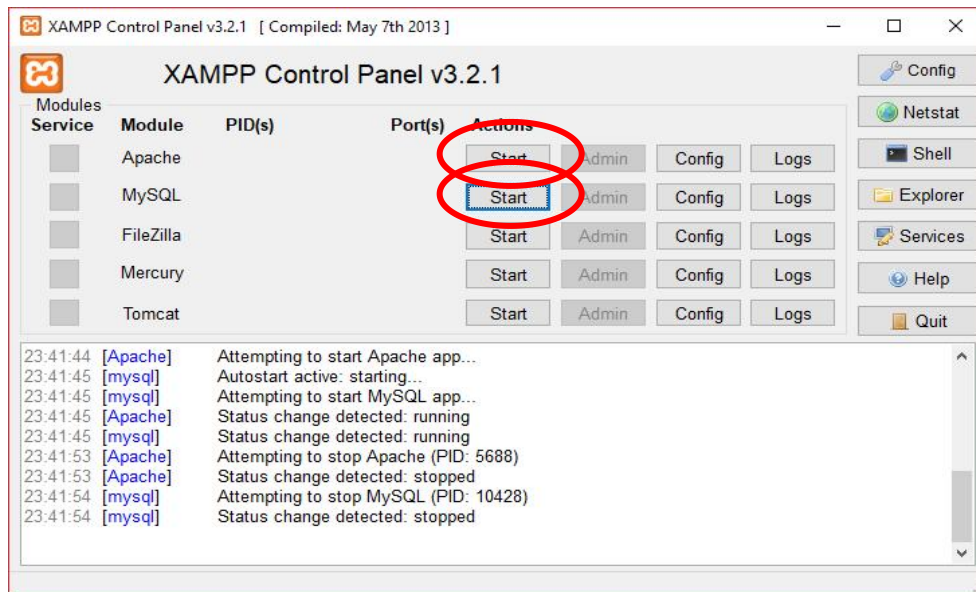 XAMPP Control Panel v3.2.1 [ Compiled: May 7th 2013 ]
XAMPP Control Panel v3.2.1
Config
Modules
Netstat
Service Module PID(s) Port(s) Actions
Apache Start Admin Config Logs
Shell
MySQL Start Admin Config Logs
Explorer
FileZilla Start Admin Config Logs
Services
Mercury Start Admin Config Logs
Help
Tomcat Start Admin Config Logs
Quit
23:41:44 [Apache] Attempting to start Apache app...
23:41:45 [mysql] Autostart active: starting...
23:41:45 [mysql] Attempting to start MySQL app...
23:41:45 [Apache] Status change detected: running
23:41:45 [mysql] Status change detected: running
23:41:53 [Apache] Attempting to stop Apache (PID: 5688)
23:41:53 [Apache] Status change detected: stopped
23:41:54 [mysql] Attempting to stop MySQL (PID: 10428)
23:41:54 [mysql] Status change detected: stopped